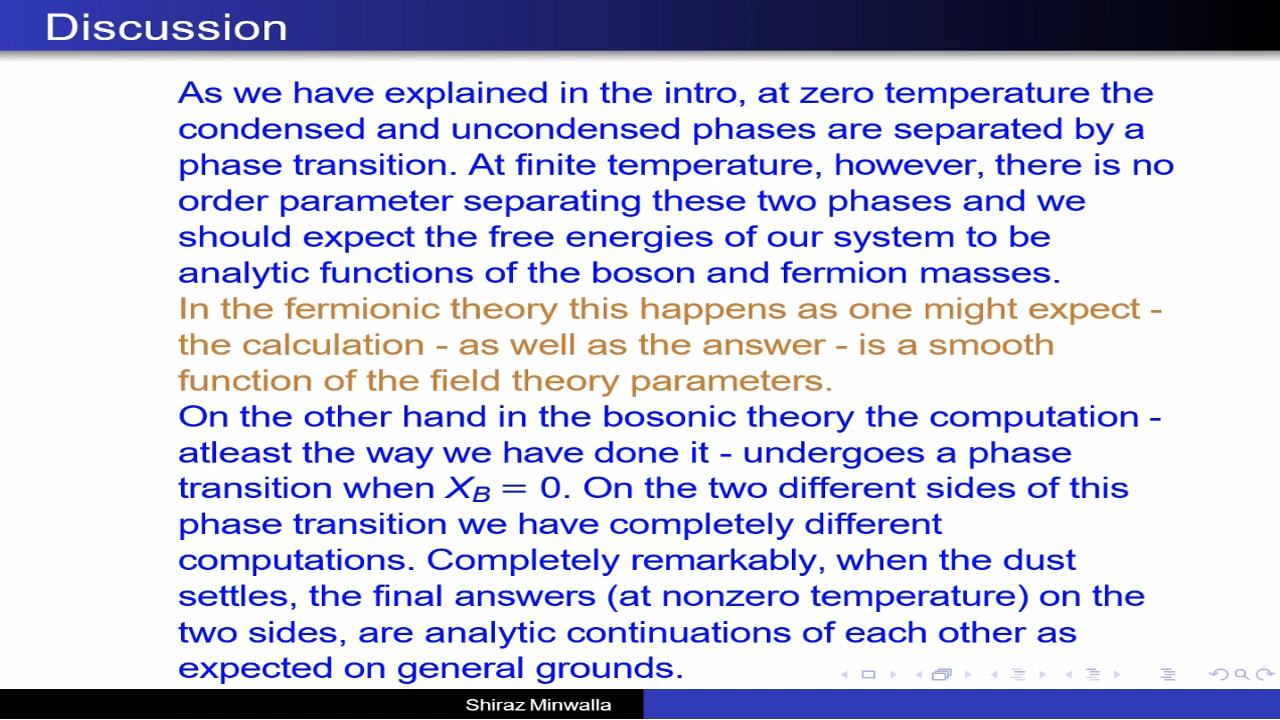 Discussion
As we have explained in the intro, at zero temperature the
condensed and uncondensed phases are separated by a
phase transition. At finite temperature, however, there is no
order parameter separating these two phases and we
should expect the free energies of our system to be
analytic functions of the boson and fermion masses.
In the fermionic theory this happens as one might expect -
the calculation - as well as the answer - is a smooth
function of the field theory parameters.
On the other hand in the bosonic theory the computation -
atleast the way we have done it - undergoes a phase
transition when X_B = 0. On the two different sides of this
phase transition we have completely different
computations. Completely remarkably, when the dust
settles, the final answers (at nonzero temperature) on the
two sides, are analytic continuations of each other as
expected on general grounds.
Shiraz Minwalla